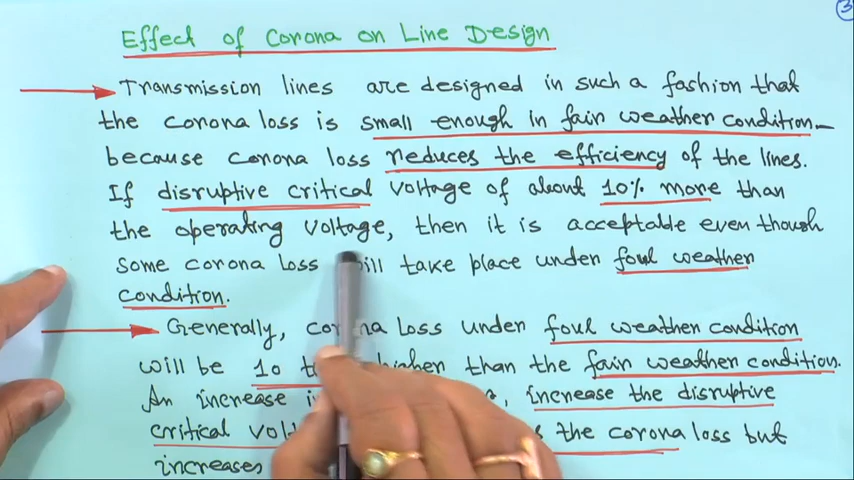 3
Effect of Corona on Line Design
Transmission lines are designed in such a fashion that
the corona loss is small enough in fair weather condition
because corona loss reduces the efficiency of the lines.
If disruptive critical voltage of about 10% more than
the operating voltage, then it is acceptable even though
some corona loss will take place under foul weather
condition.
Generally, corona loss under foul weather condition
will be 10 higher than the fair weather condition.
An increase increase the disruptive
critical the corona loss but
increases